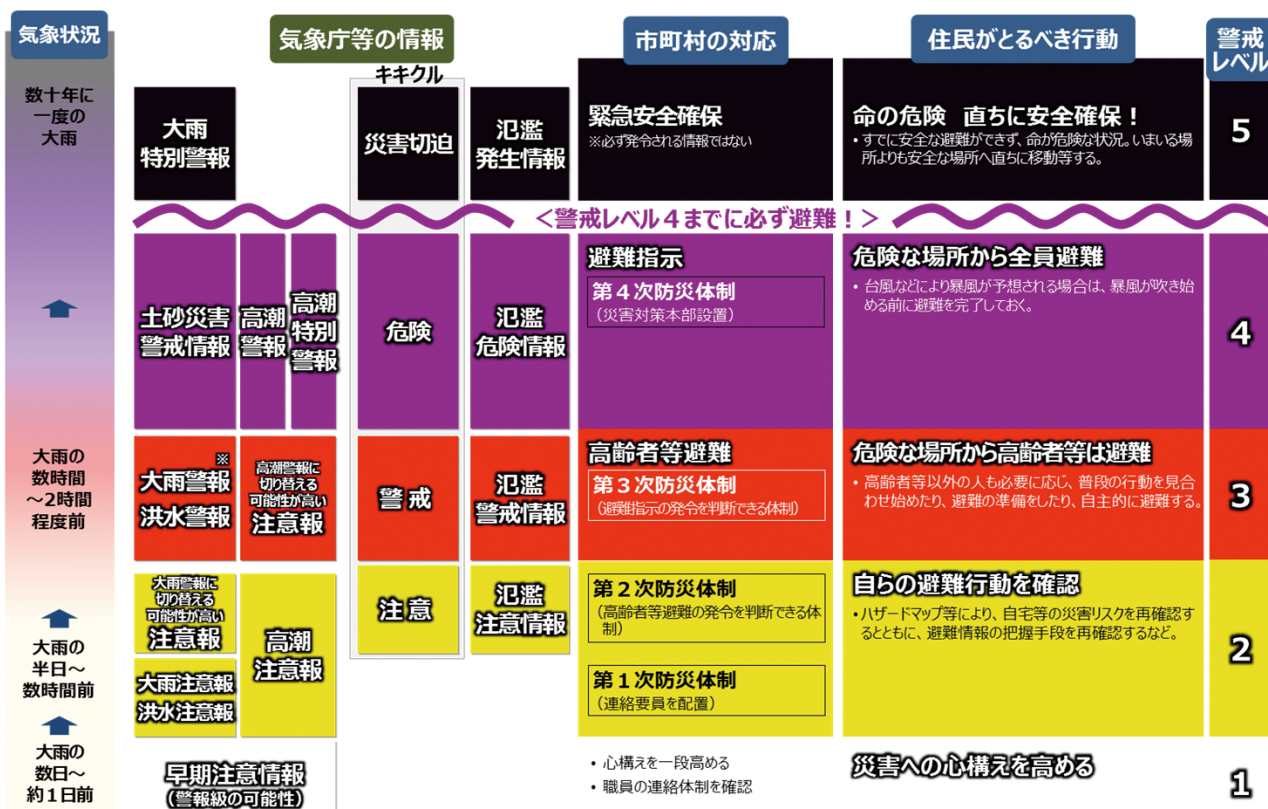 気象状況
気象庁等の情報
市町村の対応
住民がとるべき行動
警戒
レベル
キキクル
数十年に
一度の
大雨
大雨
特別警報
災害切迫
氾濫
発生情報
緊急安全確保
※必ず発令される情報ではない
命の危険 直ちに安全確保！
・すでに安全な避難ができず、命が危険な状況。いまいる場
所よりも安全な場所へ直ちに移動等する。
5
＜警戒レベル４までに必ず避難！＞
土砂災害
警戒情報
高潮
警報
高潮
特別
警報
危険
氾濫
危険情報
避難指示
第４次防災体制
（災害対策本部設置）
危険な場所から全員避難
・台風などにより暴風が予想される場合は、暴風が吹き始
める前に避難を完了しておく。
4
大雨の
数時間
～2時間
程度前
※
大雨警報
洪水警報
高潮警報に
切り替える
可能性が高い
注意報
警戒
氾濫
警戒情報
高齢者等避難
第３次防災体制
（避難指示の発令を判断できる体制）
危険な場所から高齢者等は避難
・高齢者等以外の人も必要に応じ、普段の行動を見合
わせ始めたり、避難の準備をしたり、自主的に避難する。
3
大雨の
半日～
数時間前
大雨警報に
切り替える
可能性が高い
注意報
大雨注意報
洪水注意報
高潮
注意報
注意
氾濫
注意情報
第２次防災体制
（高齢者等避難の発令を判断できる体
制）
第１次防災体制
（連絡要員を配置）
自らの避難行動を確認
・ハザードマップ等により、自宅等の災害リスクを再確認す
るとともに、避難情報の把握手段を再確認するなど。
2
大雨の
数日～
約１日前
早期注意情報
（警報級の可能性）
・心構えを一段高める
・職員の連絡体制を確認
災害への心構えを高める
1